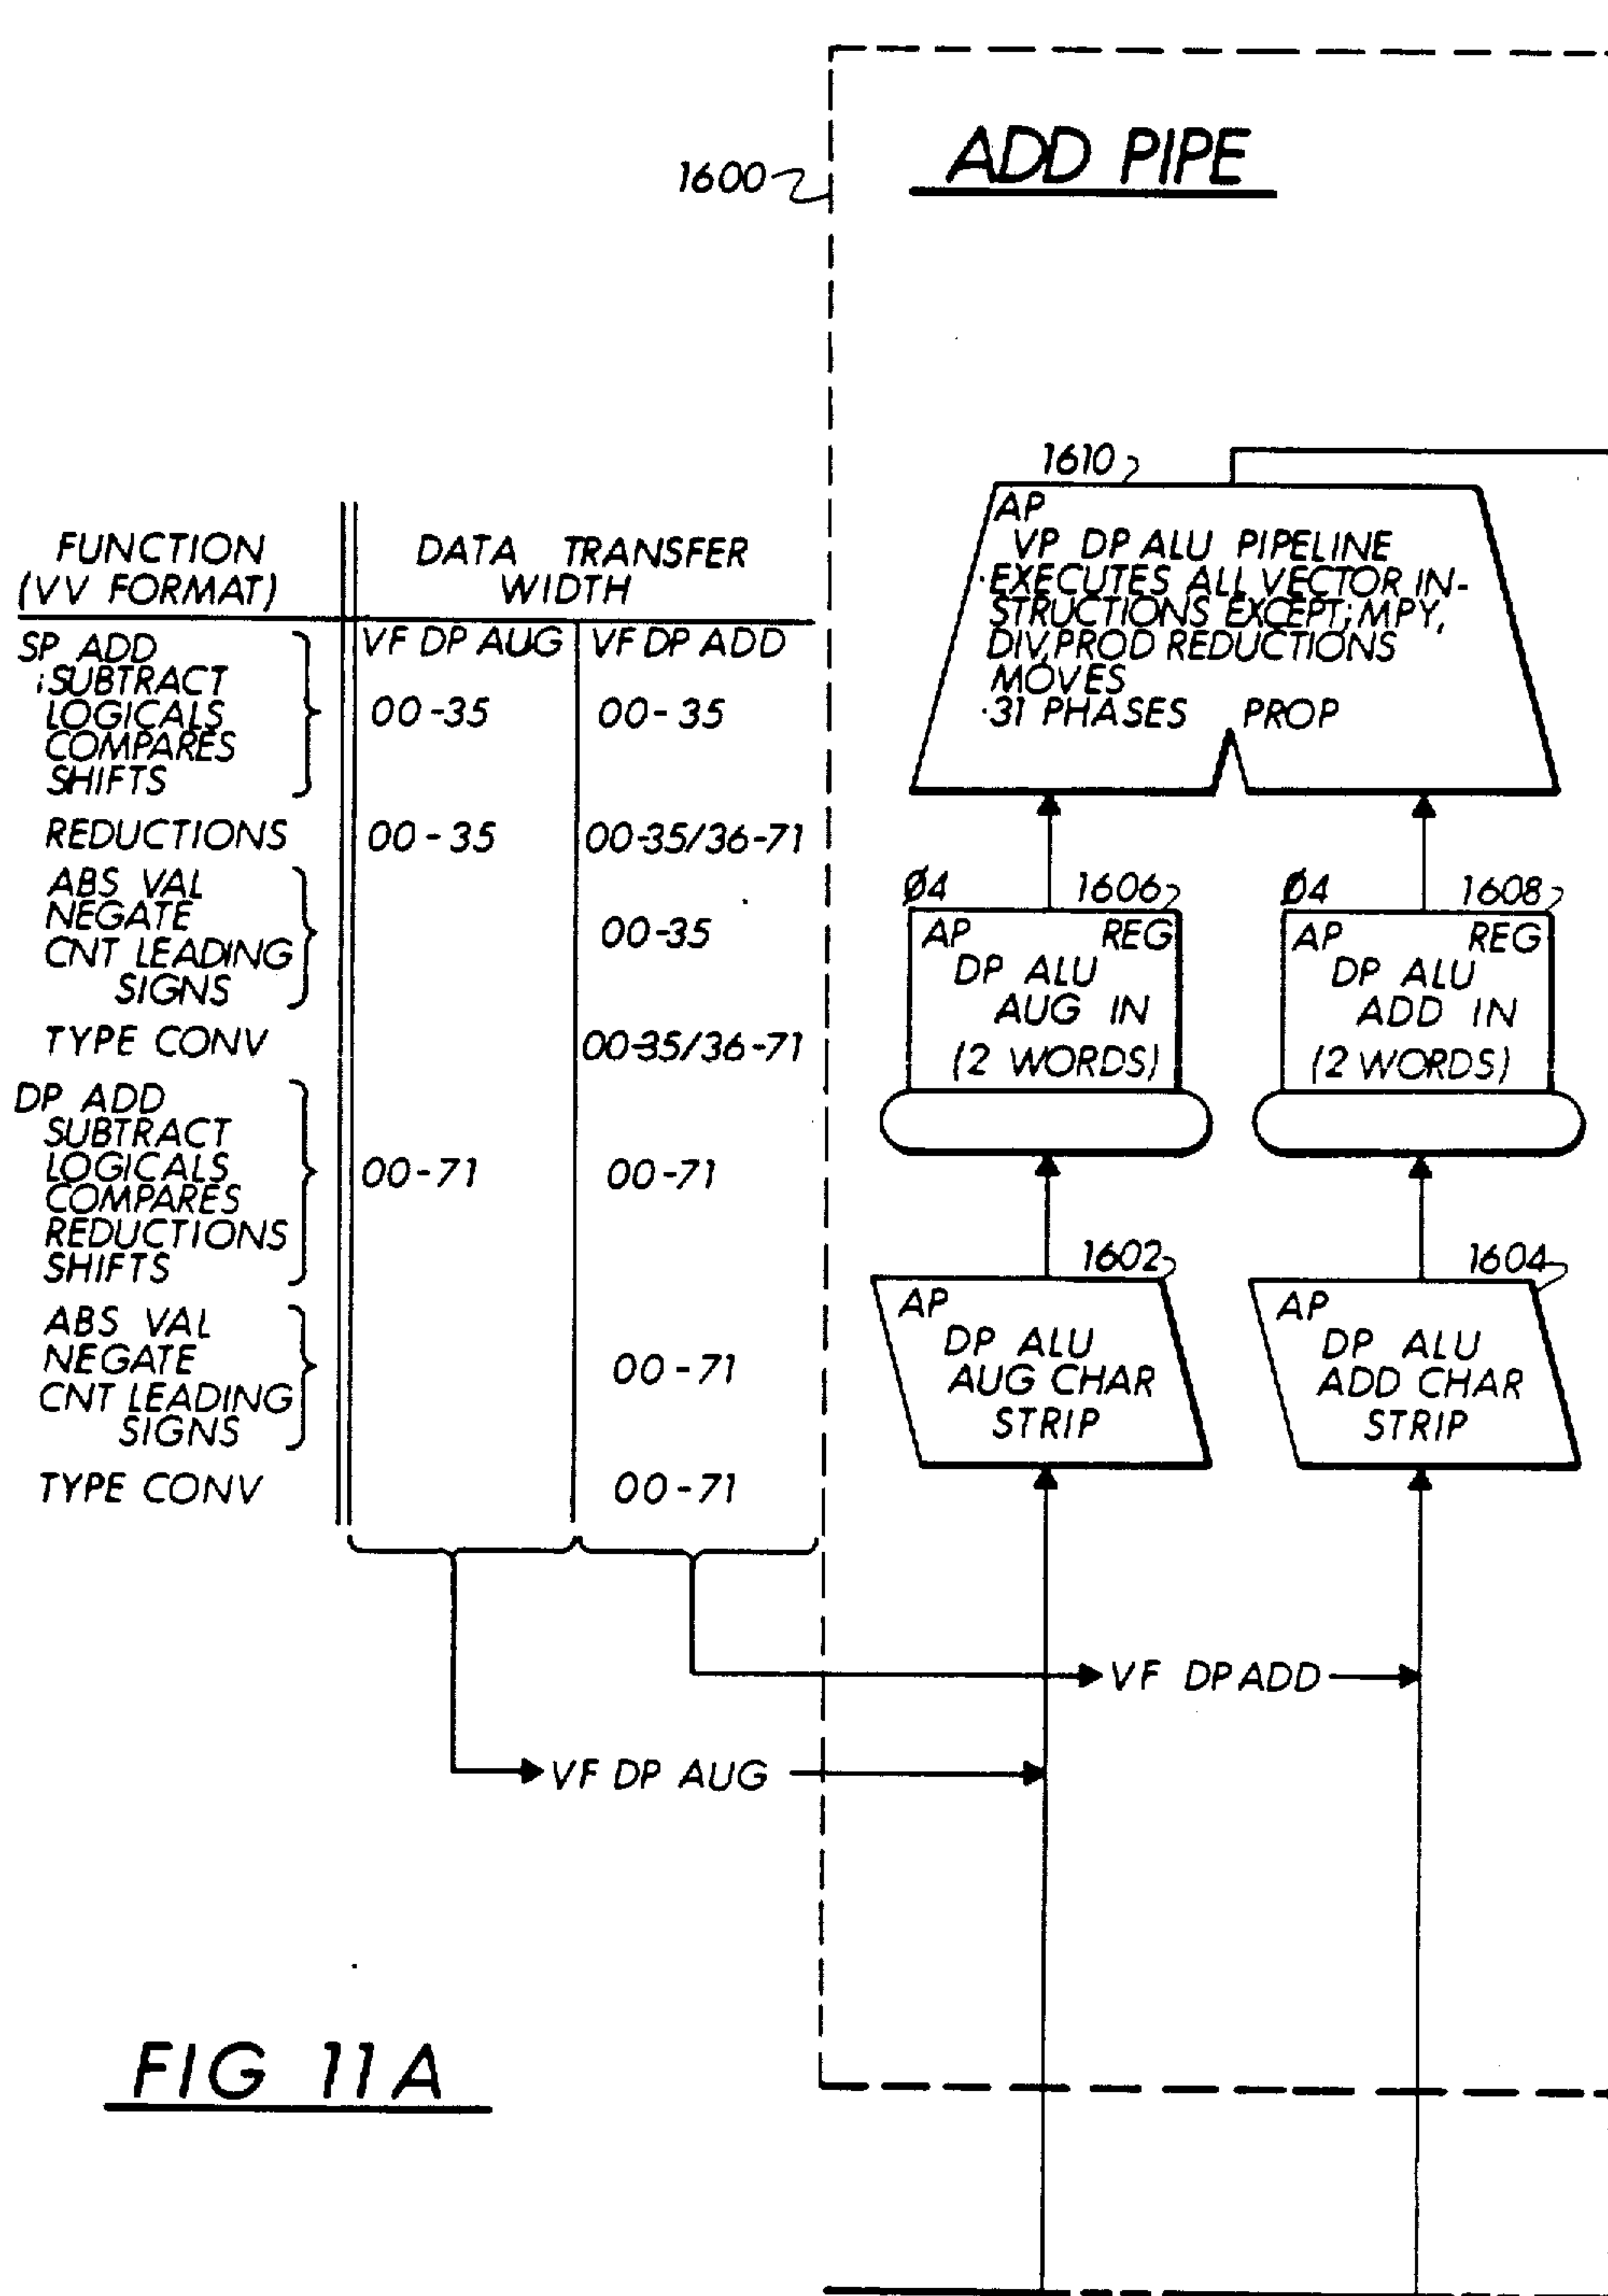 ADD PIPE
1600
1610
AP
VP DP ALU PIPELINE
·EXECUTES ALL VECTOR IN-
STRUCTIONS EXCEPT; MPY,
DIV, PROD REDUCTIONS
MOVES
·31 PHASES PROP
FUNCTION
(VV FORMAT)
DATA TRANSFER
WIDTH
VF DP AUG VF DP ADD
SP ADD
SUBTRACT
LOGICALS 00-35 00-35
COMPARES
SHIFTS
REDUCTIONS 00-35 00-35/36-71
ABS VAL
NEGATE 00-35
CNT LEADING
SIGNS
TYPE CONV 00-35/36-71
DP ADD
SUBTRACT
LOGICALS 00-71 00-71
COMPARES
REDUCTIONS
SHIFTS
ABS VAL
NEGATE 00-71
CNT LEADING
SIGNS
TYPE CONV 00-71
Ø4 1606
AP REG
DP ALU
AUG IN
(2 WORDS)
Ø4 1608
AP REG
DP ALU
ADD IN
(2 WORDS)
1602
AP
DP ALU
AUG CHAR
STRIP
1604
AP
DP ALU
ADD CHAR
STRIP
VF DP ADD
VF DP AUG
FIG 11A